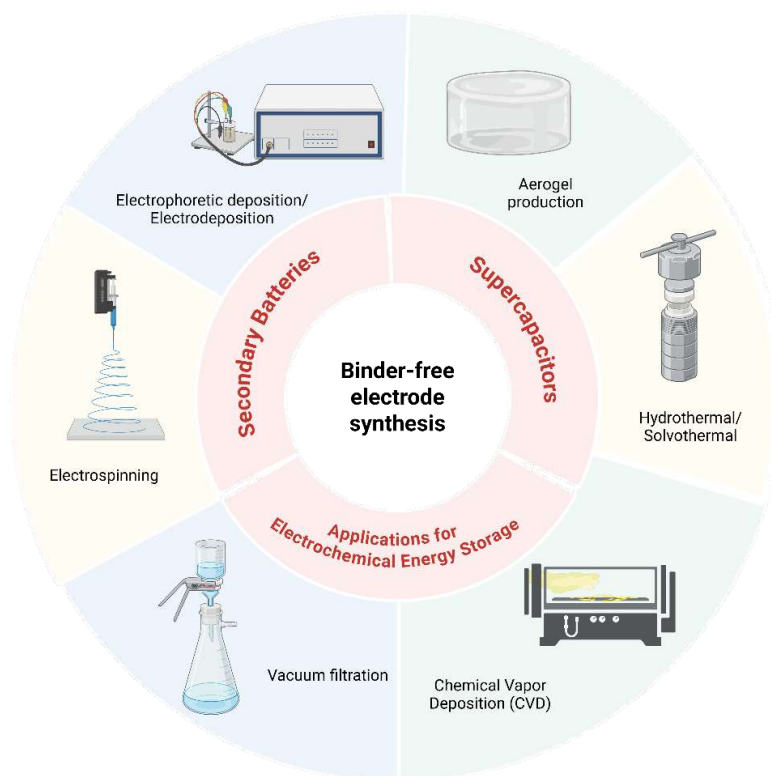 Electrophoretic deposition/
Electrodeposition
Aerogel
production
Secondary Batteries
Supercapacitors
Binder-free
electrode
synthesis
Hydrothermal/
Solvothermal
Electrospinning
Applications for
Electrochemical Energy Storage
Vacuum filtration
Chemical Vapor
Deposition (CVD)